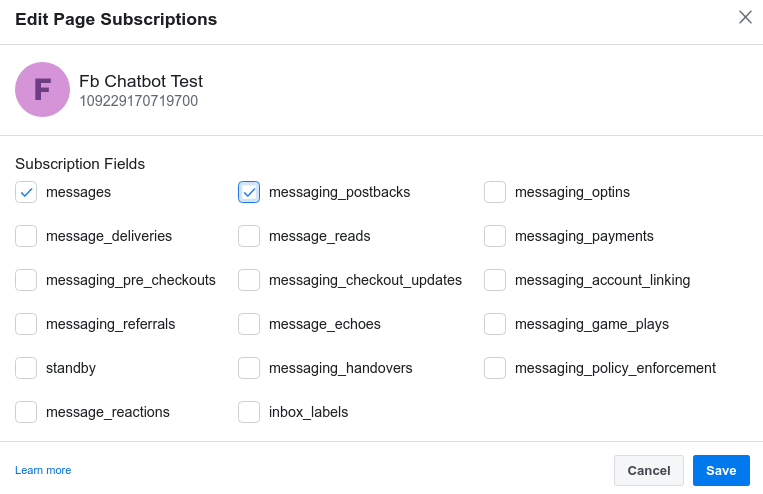 Edit Page Subscriptions
F
Fb Chatbot Test
109229170719700
Subscription Fields
messages messaging_postbacks messaging_optins
message_deliveries message_reads messaging_payments
messaging_pre_checkouts messaging_checkout_updates messaging_account_linking
messaging_referrals message_echoes messaging_game_plays
standby messaging_handovers messaging_policy_enforcement
message_reactions inbox_labels
Learn more Cancel Save